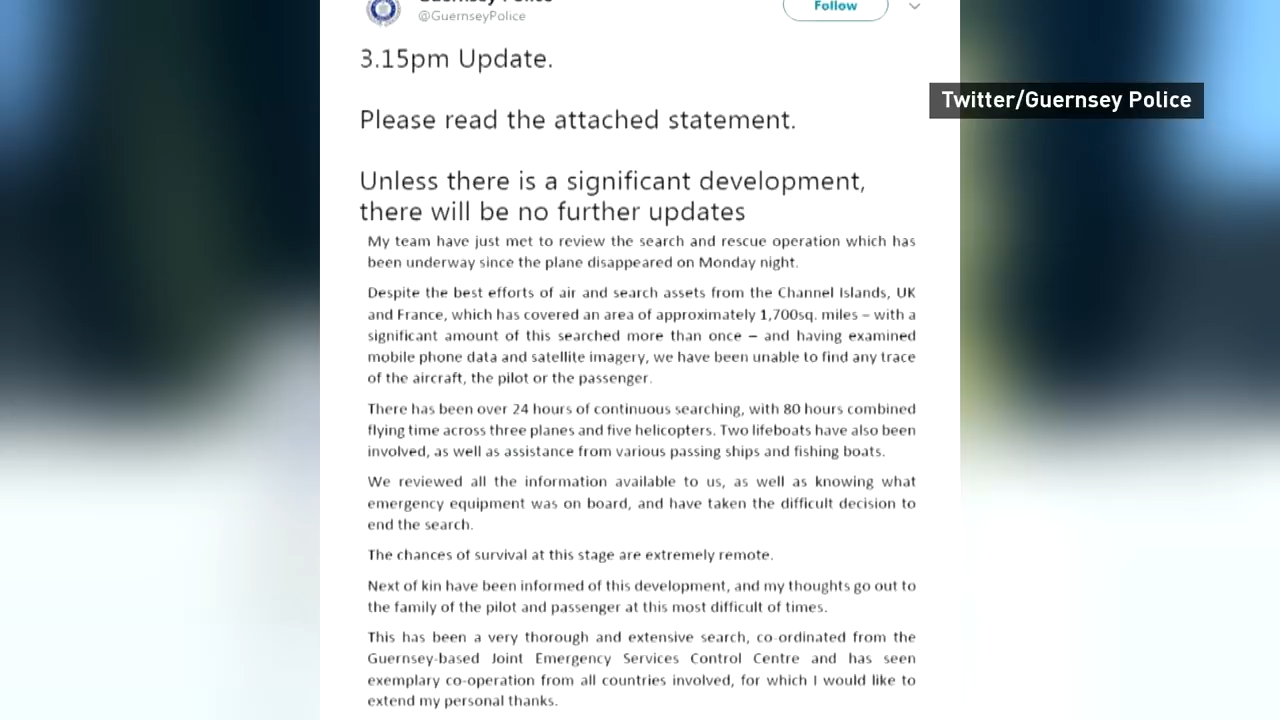 @GuernseyPolice
Follow
3.15pm Update.
Twitter/Guernsey Police
Please read the attached statement.
Unless there is a significant development,
there will be no further updates
My team have just met to review the search and rescue operation which has
been underway since the plane disappeared on Monday night.
Despite the best efforts of air and search assets from the Channel Islands, UK
and France, which has covered an area of approximately 1,700sq. miles – with a
significant amount of this searched more than once – and having examined
mobile phone data and satellite imagery, we have been unable to find any trace
of the aircraft, the pilot or the passenger.
There has been over 24 hours of continuous searching, with 80 hours combined
flying time across three planes and five helicopters. Two lifeboats have also been
involved, as well as assistance from various passing ships and fishing boats.
We reviewed all the information available to us, as well as knowing what
emergency equipment was on board, and have taken the difficult decision to
end the search.
The chances of survival at this stage are extremely remote.
Next of kin have been informed of this development, and my thoughts go out to
the family of the pilot and passenger at this most difficult of times.
This has been a very thorough and extensive search, co-ordinated from the
Guernsey-based Joint Emergency Services Control Centre and has seen
exemplary co-operation from all countries involved, for which I would like to
extend my personal thanks.